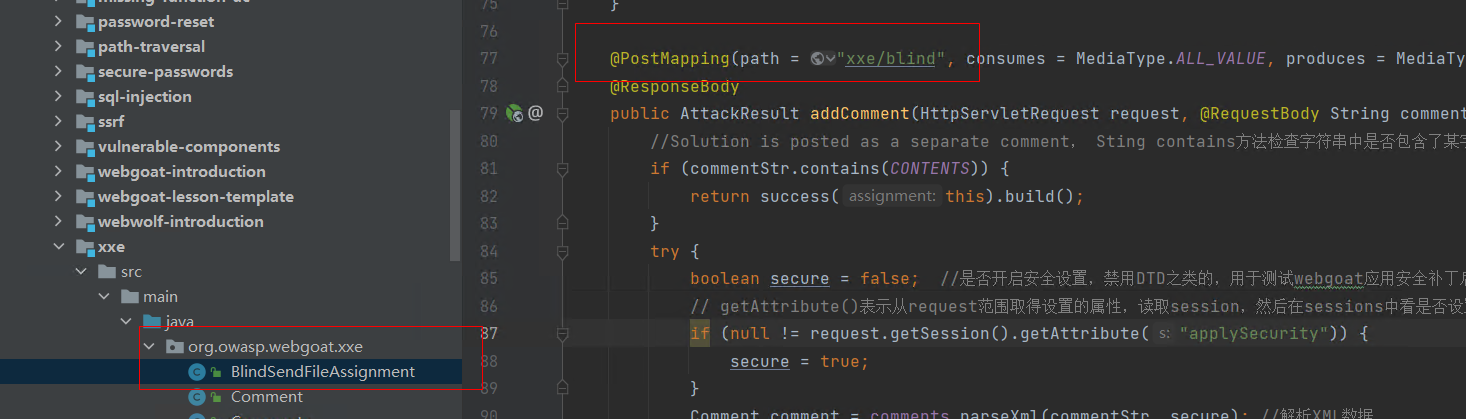 password-reset
path-traversal
secure-passwords
sql-injection
ssrf
vulnerable-components
webgoat-introduction
webgoat-lesson-template
webwolf-introduction
xxe
src
main
java
org.owasp.webgoat.xxe
BlindSendFileAssignment
Comment
75 }
76
77 @PostMapping(path = "xxe/blind", consumes = MediaType.ALL_VALUE, produces = MediaTy
78 @ResponseBody
79 @ public AttackResult addComment(HttpServletRequest request, @RequestBody String comment
80 //Solution is posted as a separate comment, Sting contains方法检查字符串中是否包含了某字
81 if (commentStr.contains(CONTENTS)) {
82 return success( assignment: this).build();
83 }
84 try {
85 boolean secure = false; //是否开启安全设置，禁用DTD之类的，用于测试webgoat应用安全补丁后
86 // getAttribute()表示从request范围取得设置的属性，读取session，然后在sessions中看是否设
87 if (null != request.getSession().getAttribute( s: "applySecurity")) {
88 secure = true;
89 }
90 Comment comment = comments.parseXml(commentStr, secure); //解析XML数据